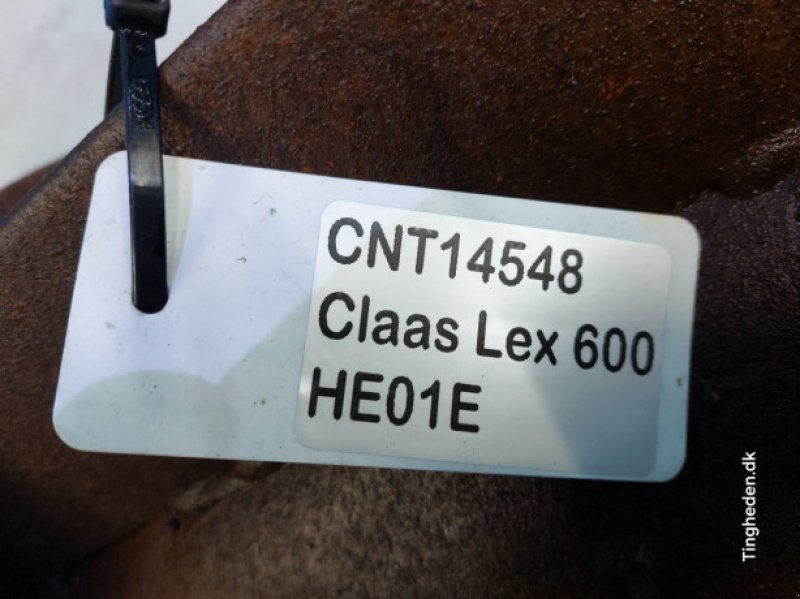 CNT14548
Claas Lex 600
HE01E
Tingheden.dk